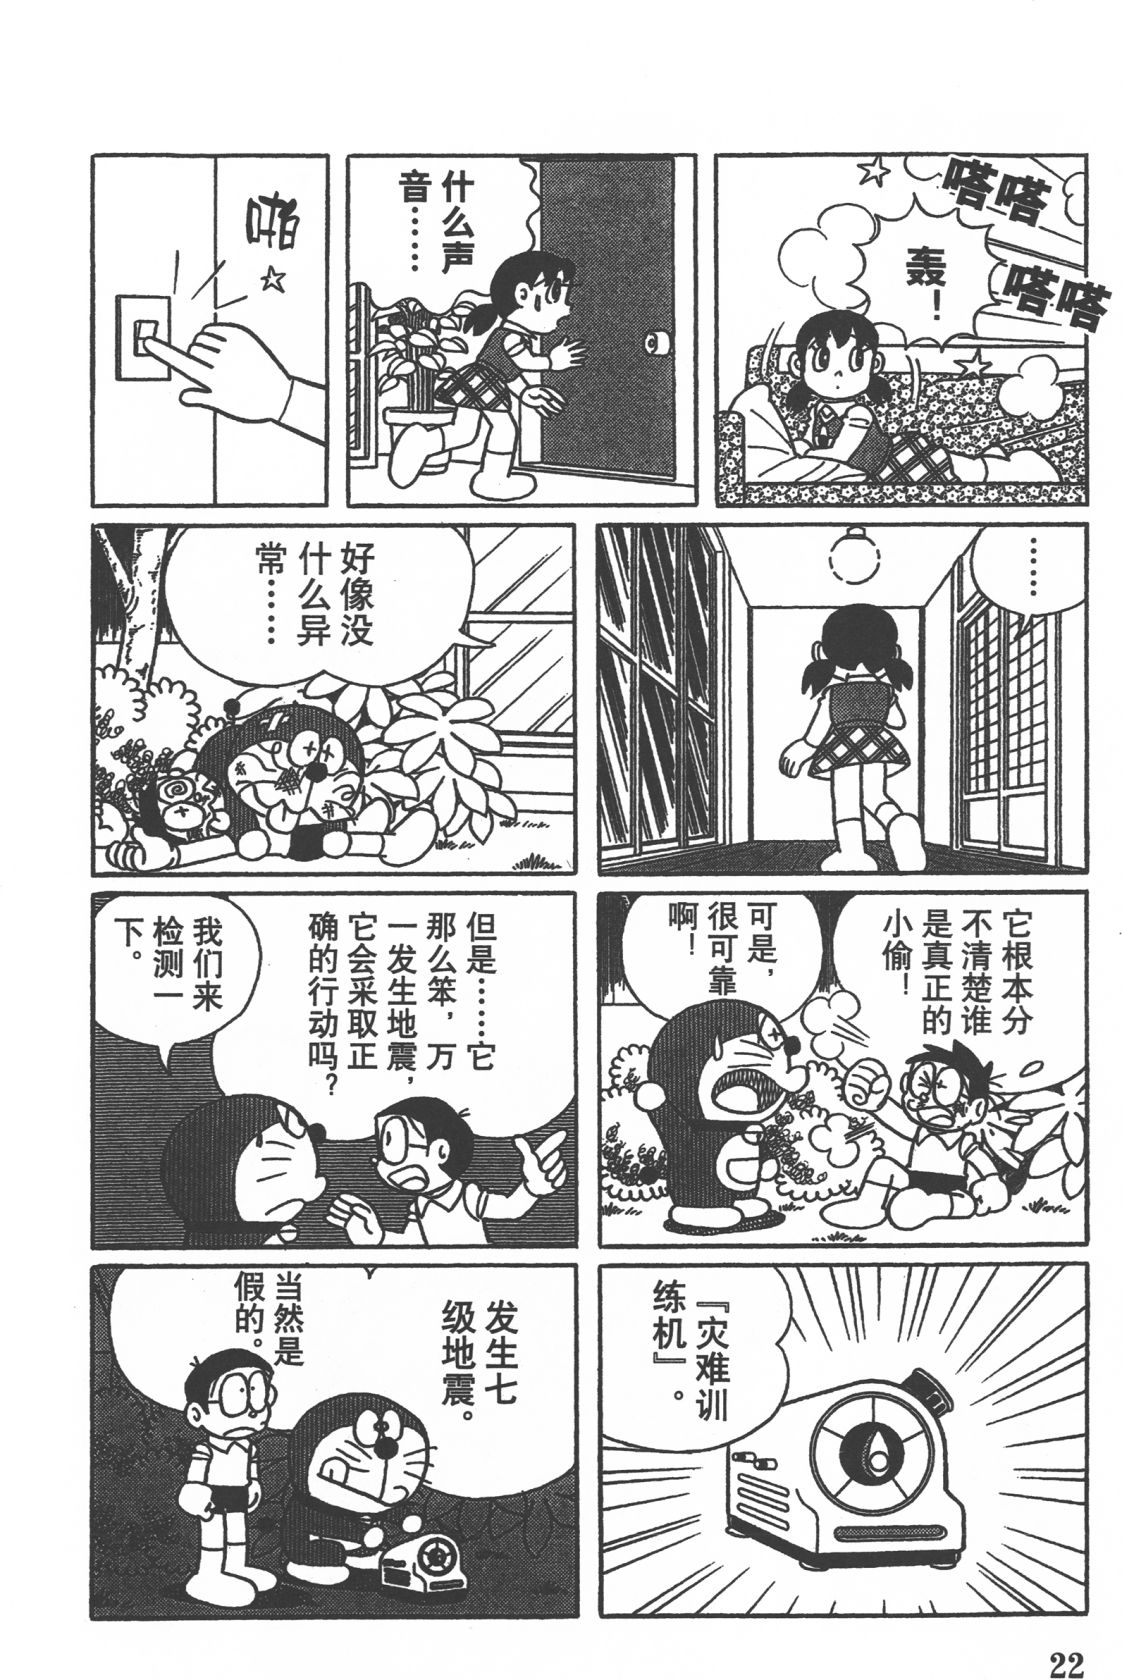 嗒嗒
嗒嗒
轰！
什么声
音……
啪
……
好像没
什么异
常……
它根本分
不清楚谁
是真正的
小偷！
可是，
很可靠
啊！
但是……它
那么笨，万
一发生地震，
它会采取正
确的行动吗？
我们来
检测一
下。
『灾难训
练机』。
发生七
级地震。
当然是
假的。
22